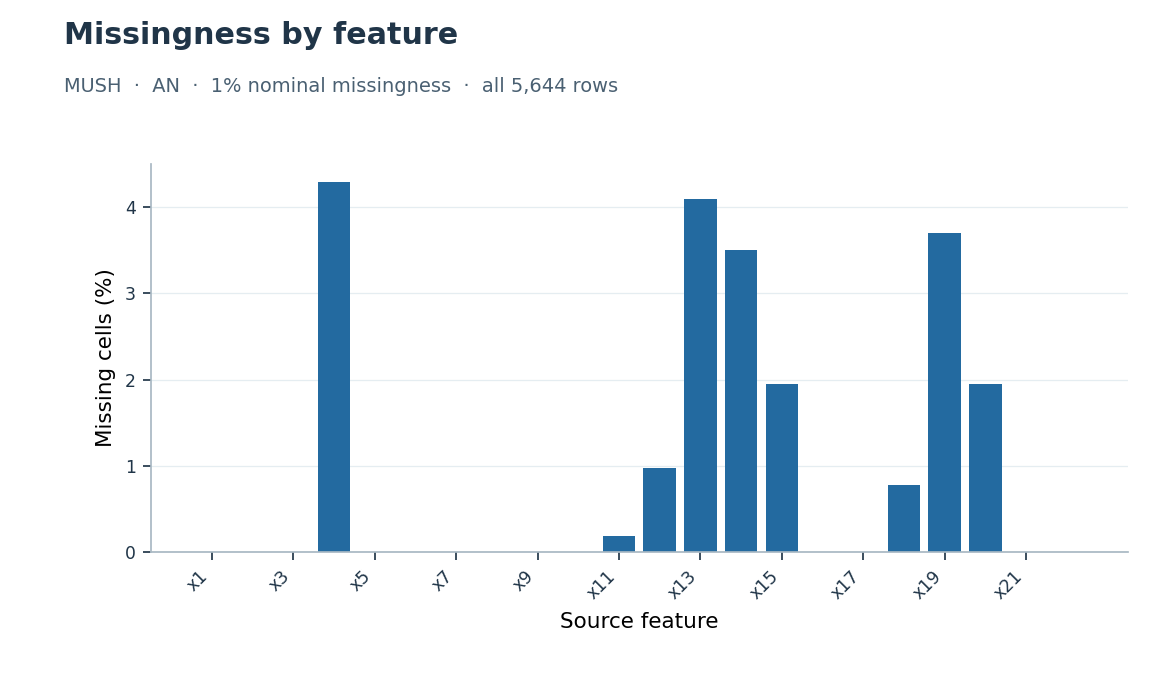 Missingness by feature
MUSH · AN · 1% nominal missingness · all 5,644 rows
Missing cells (%)
4
3
2
1
0
x1 x3 x5 x7 x9 x11 x13 x15 x17 x19 x21
Source feature